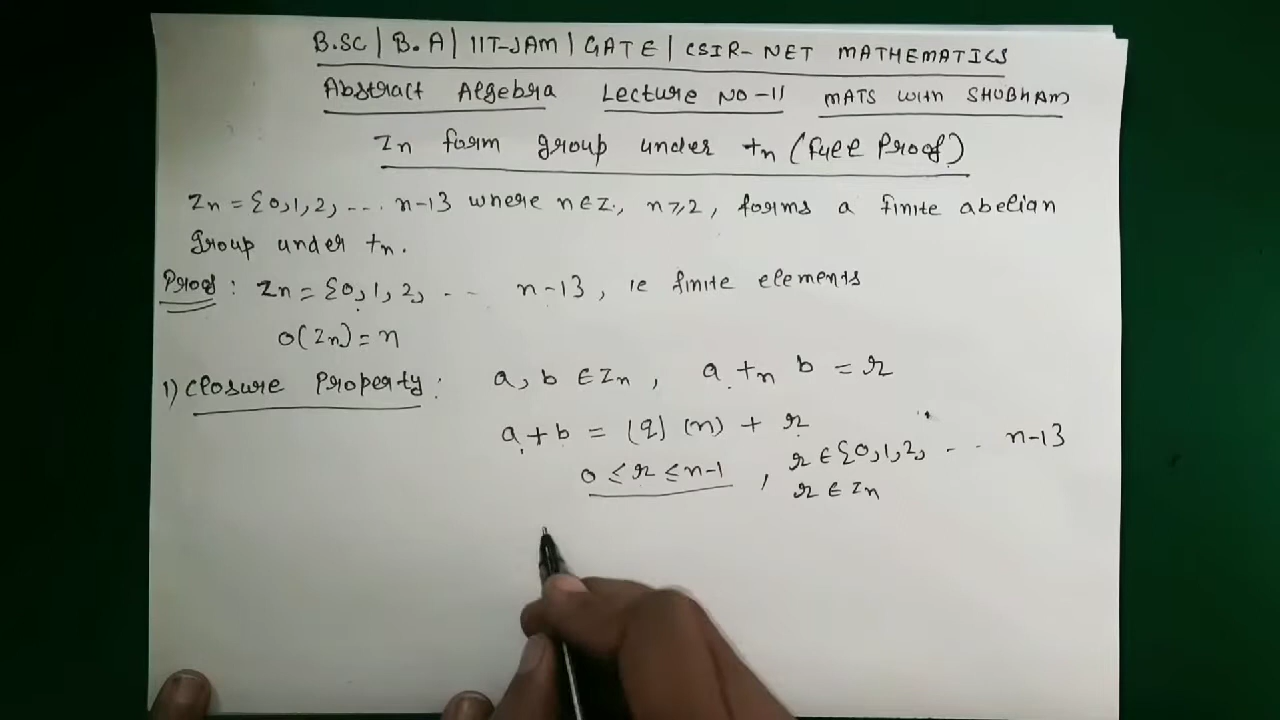 B.SC | B.A | IIT-JAM | GATE | CSIR-NET MATHEMATICS
Abstract Algebra Lecture NO-11 MATS with SHUBHAM
Zn form group under +n (Full Proof)
Zn = {0,1,2, ... n-1} where n∈Z, n≥2, forms a finite abelian
group under +n.
Proof: Zn = {0,1,2, .. n-1}, ie finite elements
O(Zn) = n
1) Closure Property: a, b ∈ Zn, a +n b = r
a + b = (q) (n) + r
0 ≤ r ≤ n-1, r ∈ {0,1,2, .. n-1}
r ∈ Zn